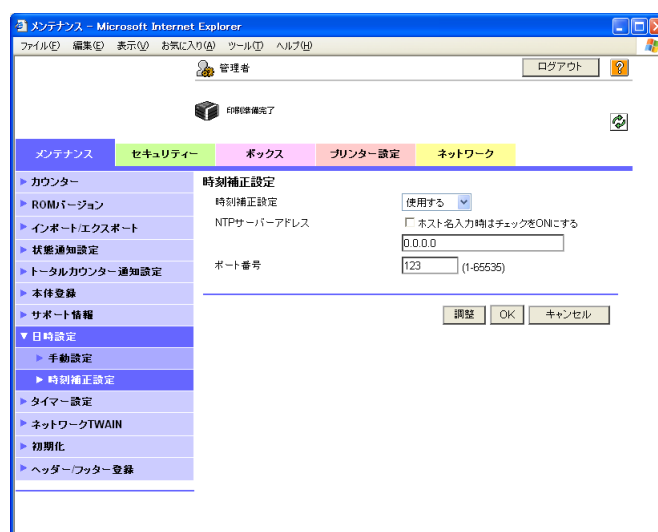 メンテナンス - Microsoft Internet Explorer
ファイル(F) 編集(E) 表示(V) お気に入り(A) ツール(T) ヘルプ(H)
管理者
ログアウト
?
印刷準備完了
メンテナンス セキュリティー ボックス プリンター設定 ネットワーク
カウンター
ROMバージョン
インポート/エクスポート
状態通知設定
トータルカウンター通知設定
本体登録
サポート情報
日時設定
手動設定
時刻補正設定
タイマー設定
ネットワークTWAIN
初期化
ヘッダー/フッター登録
時刻補正設定
時刻補正設定 使用する
NTPサーバーアドレス ホスト名入力時はチェックをONにする
0.0.0.0
ポート番号 123 (1-65535)
調整 OK キャンセル